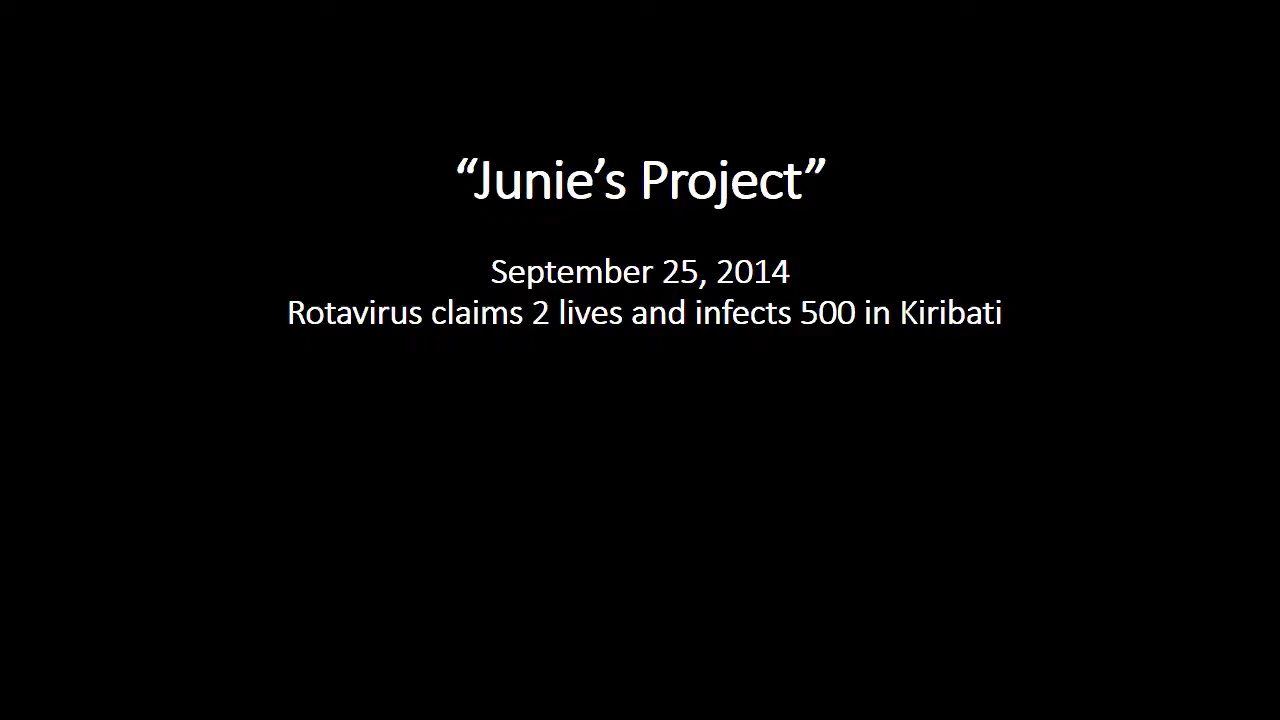 “Junie’s Project”
September 25, 2014
Rotavirus claims 2 lives and infects 500 in Kiribati